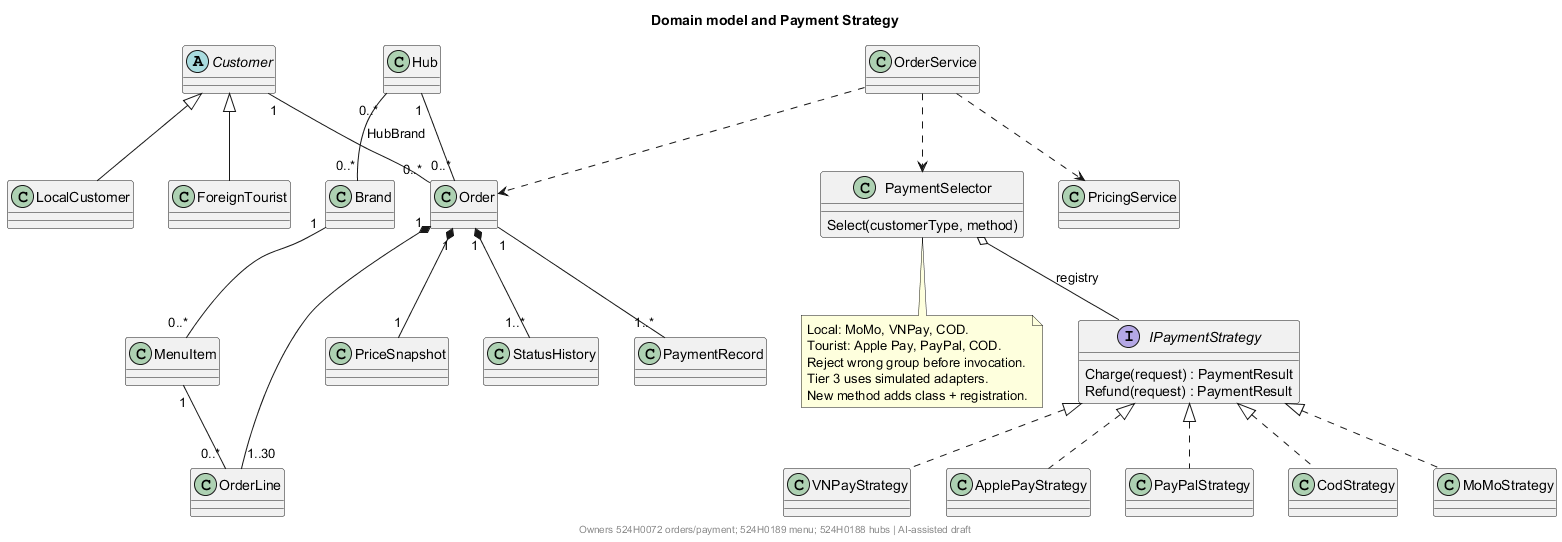 Domain model and Payment Strategy
A Customer
C Hub
C OrderService
1
0..*
1
HubBrand
0..*
0..*
0..*
C LocalCustomer
C ForeignTourist
C Brand
C Order
C PaymentSelector
Select(customerType, method)
C PricingService
1
1
1
1
1
registry
0..*
1
1..*
1..*
C MenuItem
C PriceSnapshot
C StatusHistory
C PaymentRecord
Local: MoMo, VNPay, COD.
Tourist: Apple Pay, PayPal, COD.
Reject wrong group before invocation.
Tier 3 uses simulated adapters.
New method adds class + registration.
I IPaymentStrategy
Charge(request) : PaymentResult
Refund(request) : PaymentResult
1
0..*
1..30
C OrderLine
C VNPayStrategy
C ApplePayStrategy
C PayPalStrategy
C CodStrategy
C MoMoStrategy
Owners 524H0072 orders/payment; 524H0189 menu; 524H0188 hubs | AI-assisted draft